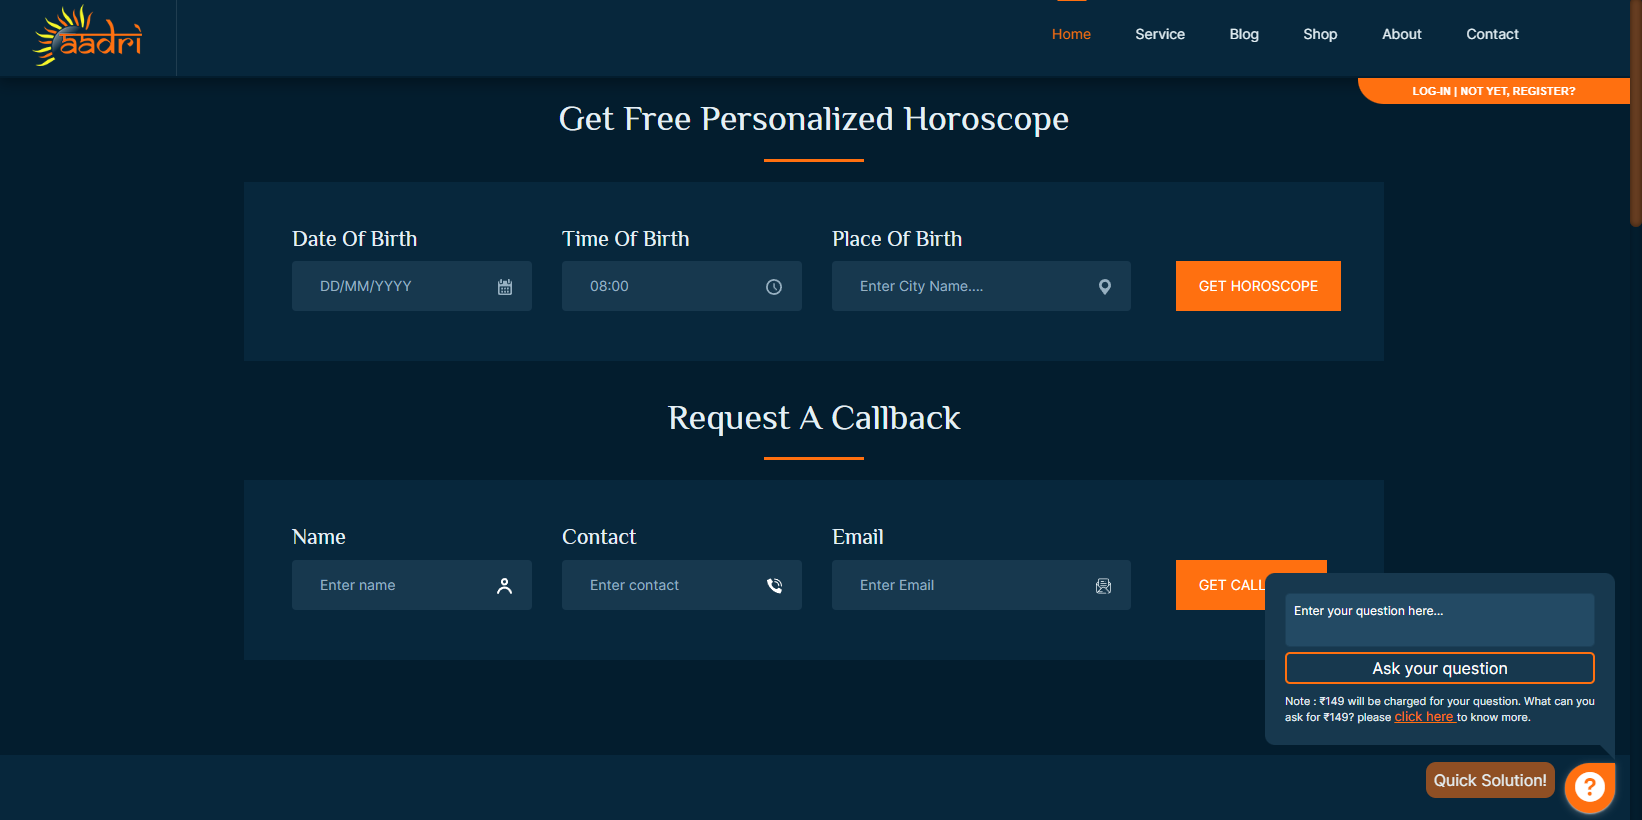 aadri
Home Service Blog Shop About Contact
LOG-IN | NOT YET, REGISTER?
Get Free Personalized Horoscope
Date Of Birth Time Of Birth Place Of Birth
DD/MM/YYYY 08:00 Enter City Name.... GET HOROSCOPE
Request A Callback
Name Contact Email
Enter name Enter contact Enter Email GET CALL
Enter your question here...
Ask your question
Note : ₹149 will be charged for your question. What can you
ask for ₹149? please click here to know more.
Quick Solution!
?